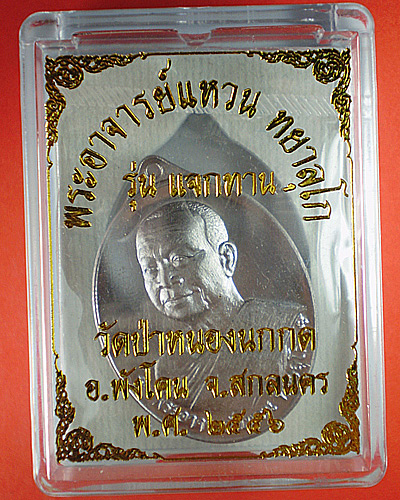 พระอาจารย์แหวน ทยาลุโก
รุ่น แจกทาน
วัดป่าหนองนกกด
อ.พังโคน จ.สกลนคร
พ.ศ. ๒๕๕๖